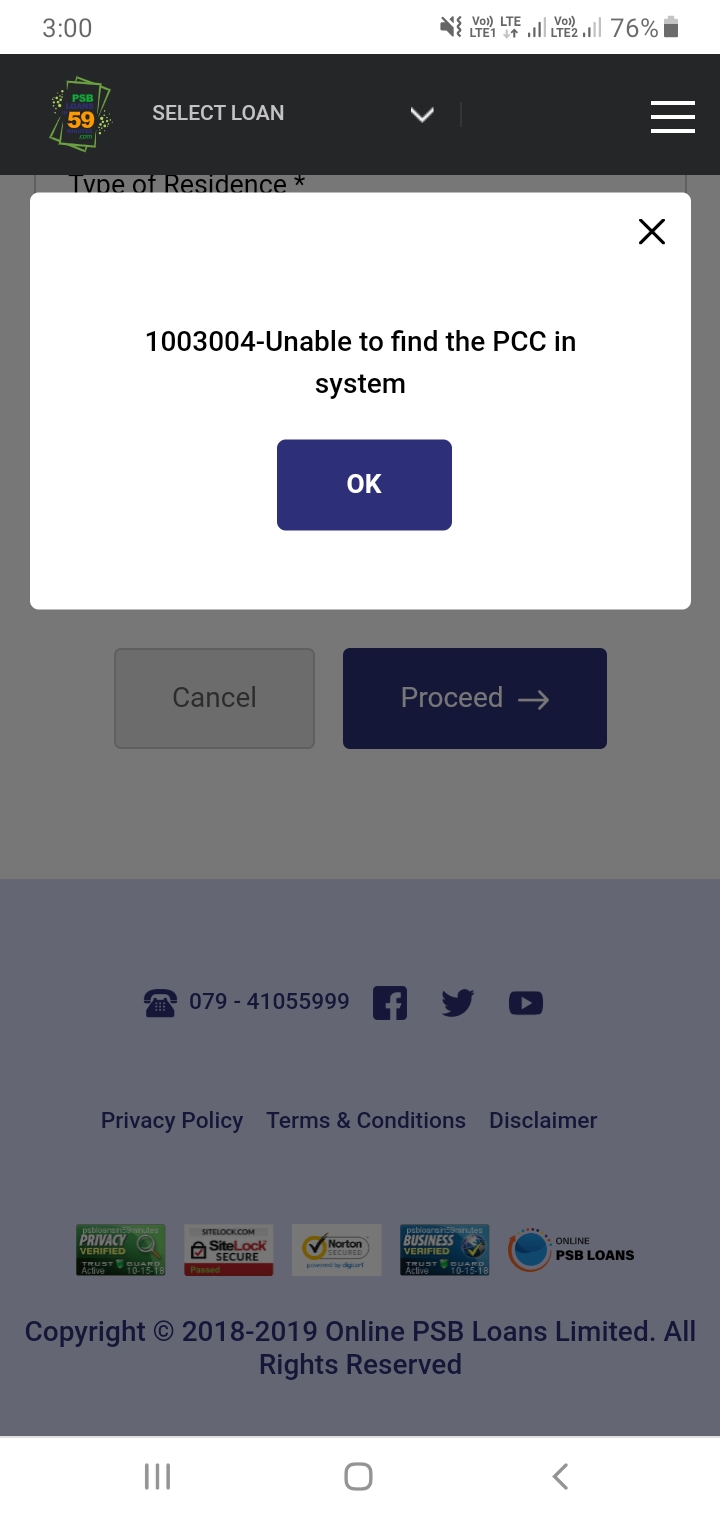 3:00
Vo)) LTE Vo))
LTE1 LTE2 76%
PSB
LOANS
59
.com
SELECT LOAN
Type of Residence *
1003004-Unable to find the PCC in
system
OK
Cancel
Proceed
079 - 41055999
Privacy Policy Terms & Conditions Disclaimer
psbloansin59minutes
PRIVACY
VERIFIED
TRUST GUARD
Active 10-15-18
SITELOCK.COM
SiteLock
SECURE
Passed
Norton
SECURED
powered by digicert
psbloansin59minutes
BUSINESS
VERIFIED
TRUST GUARD
Active 10-15-18
ONLINE
PSB LOANS
Copyright © 2018-2019 Online PSB Loans Limited. All
Rights Reserved